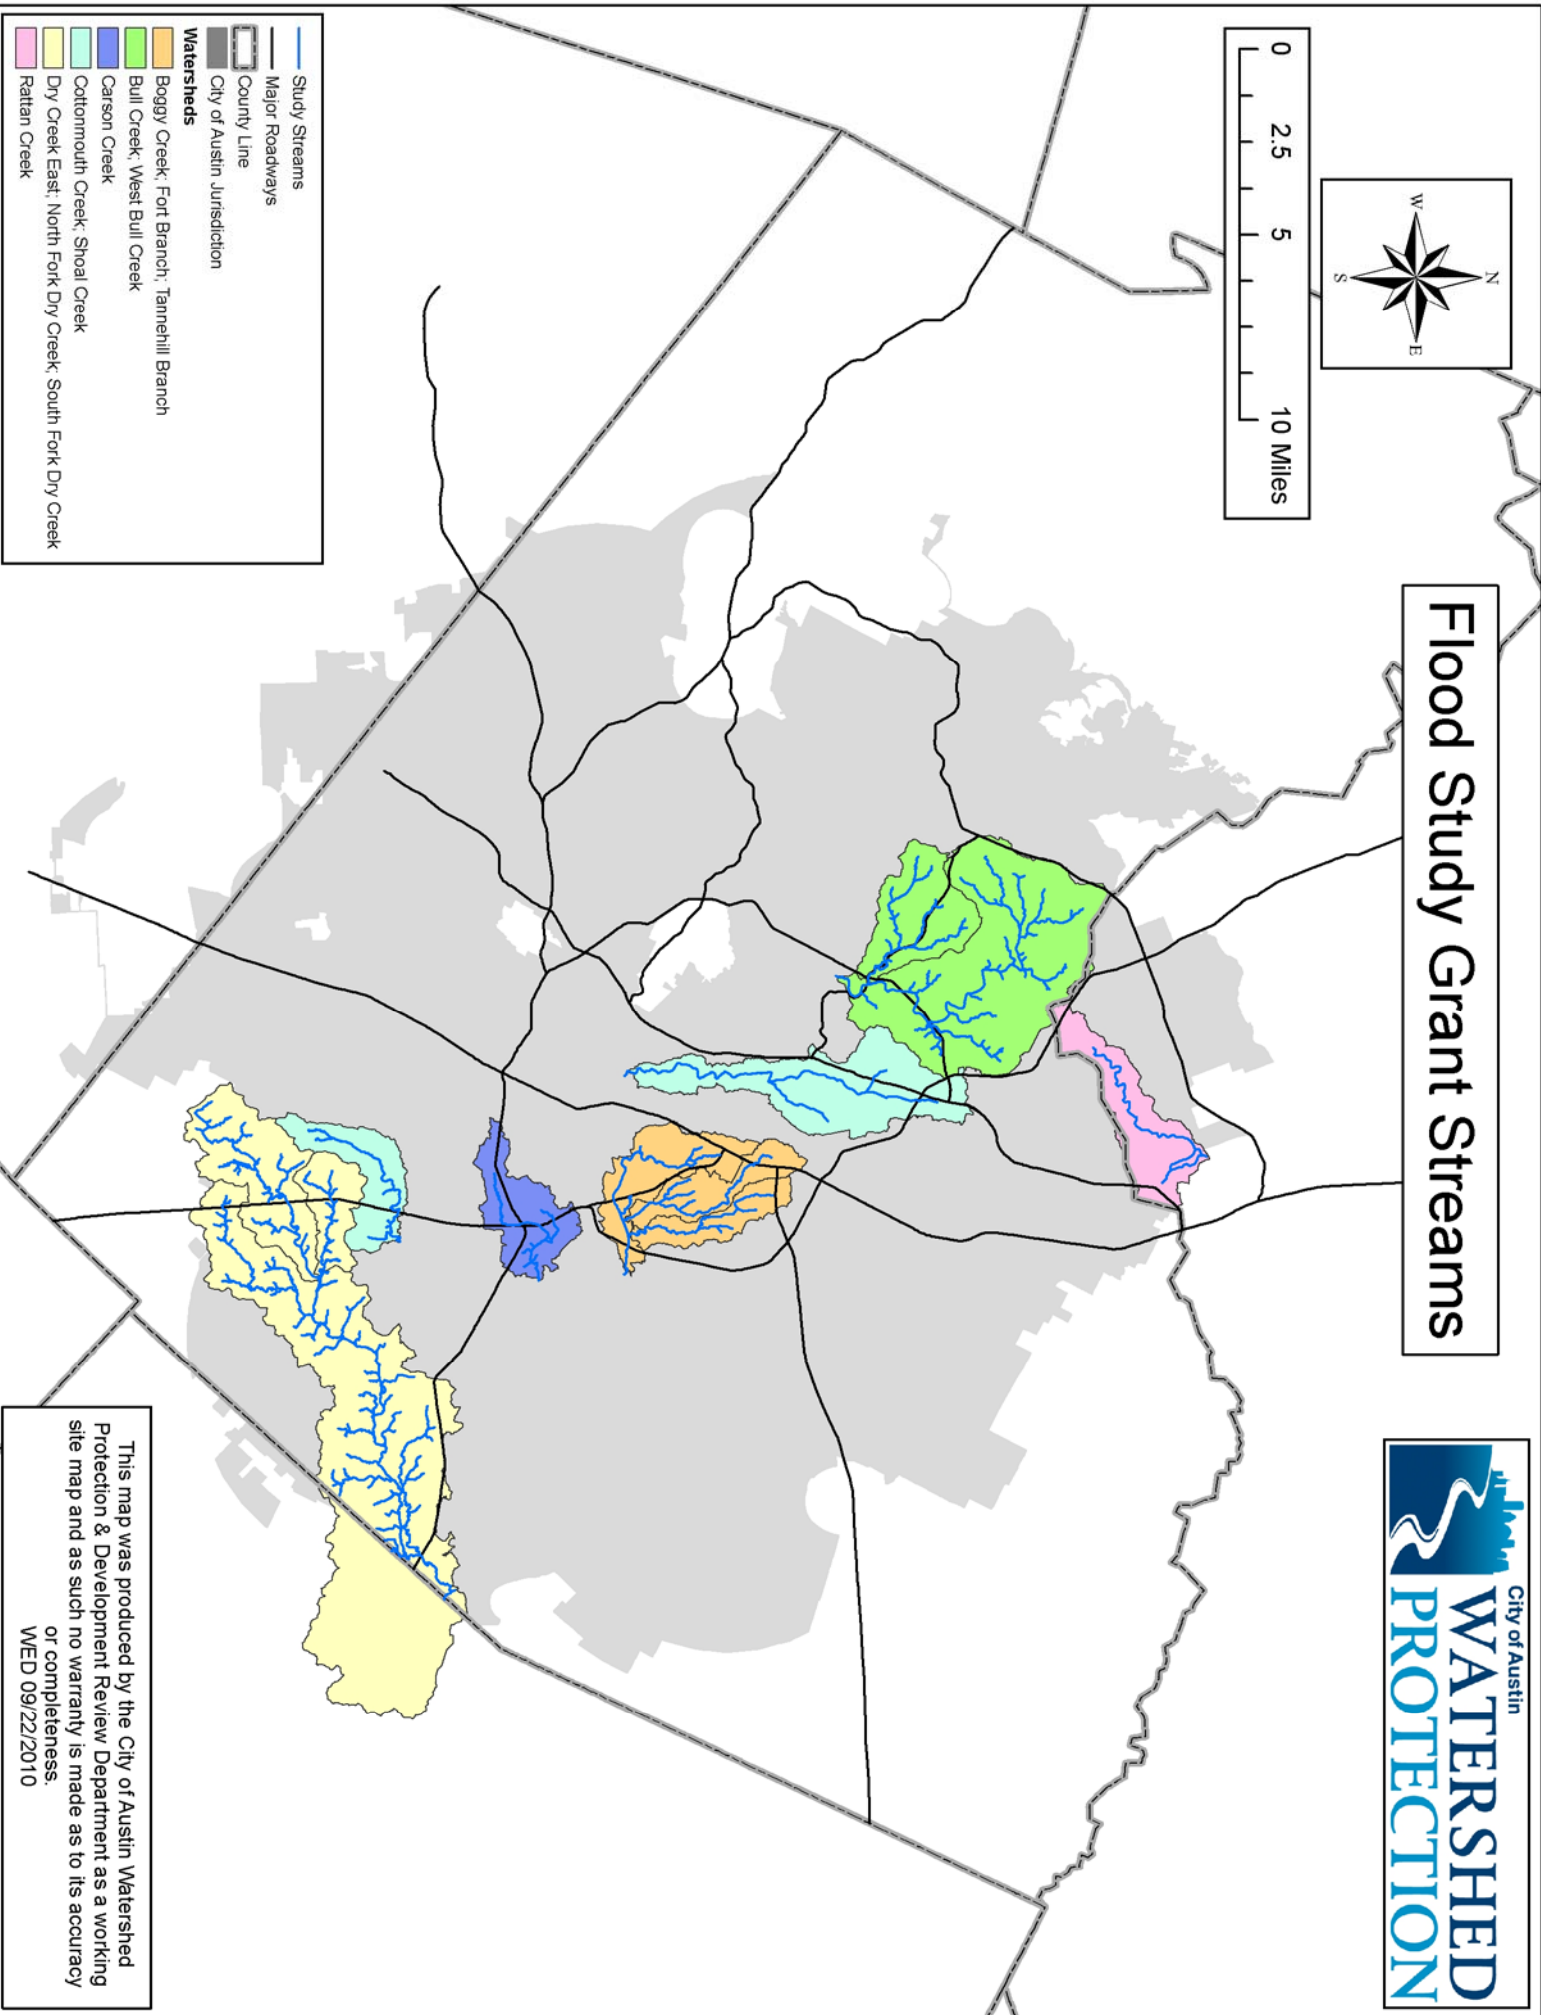 Flood Study Grant Streams
City of Austin
WATERSHED
PROTECTION
N
W
E
S
0 2.5 5 10 Miles
Study Streams
Major Roadways
County Line
City of Austin Jurisdiction
Watersheds
Boggy Creek; Fort Branch; Tannehill Branch
Bull Creek; West Bull Creek
Carson Creek
Cottonmouth Creek; Shoal Creek
Dry Creek East; North Fork Dry Creek; South Fork Dry Creek
Rattan Creek
This map was produced by the City of Austin Watershed
Protection & Development Review Department as a working
site map and as such no warranty is made as to its accuracy
or completeness.
WED 09/22/2010